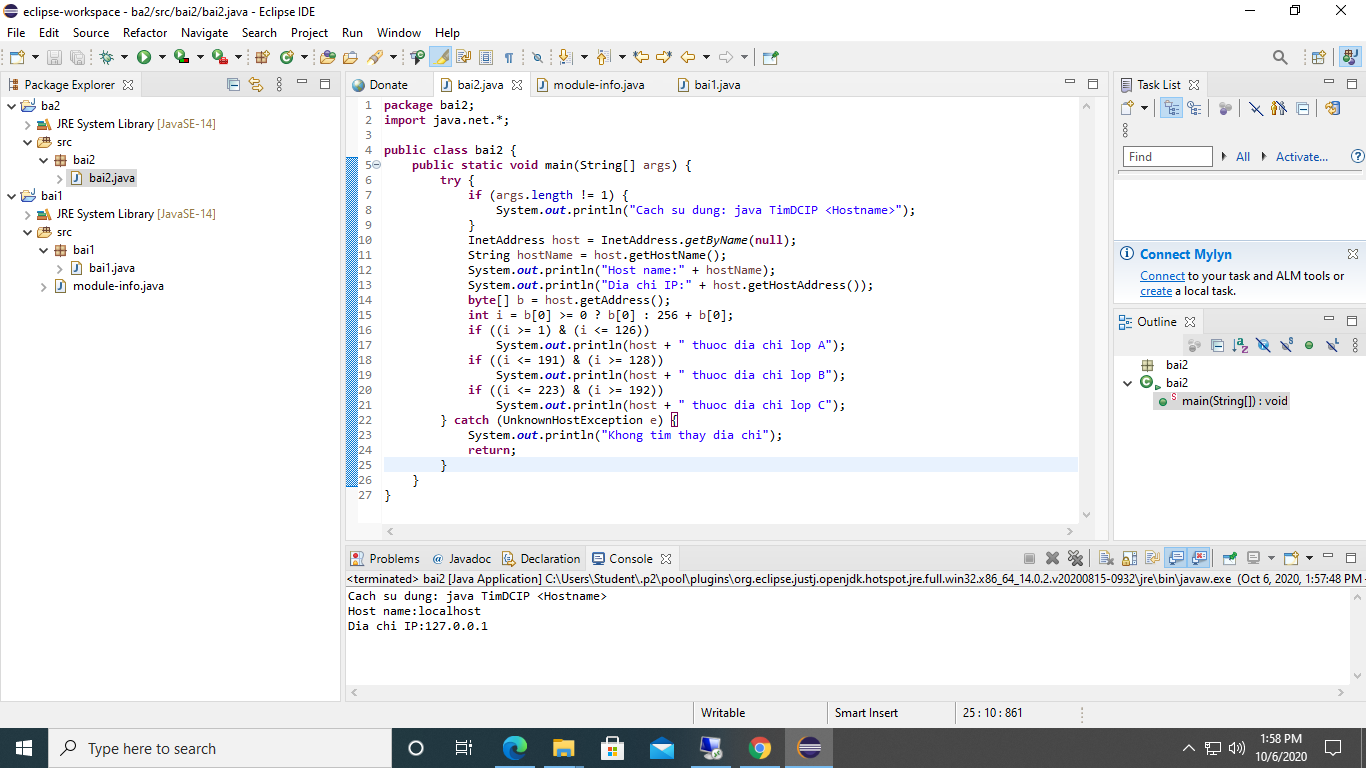 eclipse-workspace - ba2/src/bai2/bai2.java - Eclipse IDE
File Edit Source Refactor Navigate Search Project Run Window Help
Package Explorer
ba2
JRE System Library [JavaSE-14]
src
bai2
bai2.java
bai1
JRE System Library [JavaSE-14]
src
bai1
bai1.java
module-info.java
Donate bai2.java module-info.java bai1.java
1 package bai2;
2 import java.net.*;
3
4 public class bai2 {
5 public static void main(String[] args) {
6 try {
7 if (args.length != 1) {
8 System.out.println("Cach su dung: java TimDCIP <Hostname>");
9 }
10 InetAddress host = InetAddress.getByName(null);
11 String hostName = host.getHostName();
12 System.out.println("Host name:" + hostName);
13 System.out.println("Dia chi IP:" + host.getHostAddress());
14 byte[] b = host.getAddress();
15 int i = b[0] >= 0 ? b[0] : 256 + b[0];
16 if ((i >= 1) & (i <= 126))
17 System.out.println(host + " thuoc dia chi lop A");
18 if ((i <= 191) & (i >= 128))
19 System.out.println(host + " thuoc dia chi lop B");
20 if ((i <= 223) & (i >= 192))
21 System.out.println(host + " thuoc dia chi lop C");
22 } catch (UnknownHostException e) {
23 System.out.println("Khong tim thay dia chi");
24 return;
25 }
26 }
27 }
Task List
Find All Activate...
Connect Mylyn
Connect to your task and ALM tools or
create a local task.
Outline
bai2
bai2
main(String[]) : void
Problems @ Javadoc Declaration Console
<terminated> bai2 [Java Application] C:\Users\Student\.p2\pool\plugins\org.eclipse.justj.openjdk.hotspot.jre.full.win32.x86_64_14.0.2.v20200815-0932\jre\bin\javaw.exe (Oct 6, 2020, 1:57:48 PM -
Cach su dung: java TimDCIP <Hostname>
Host name:localhost
Dia chi IP:127.0.0.1
Writable Smart Insert 25 : 10 : 861
Type here to search
1:58 PM
10/6/2020